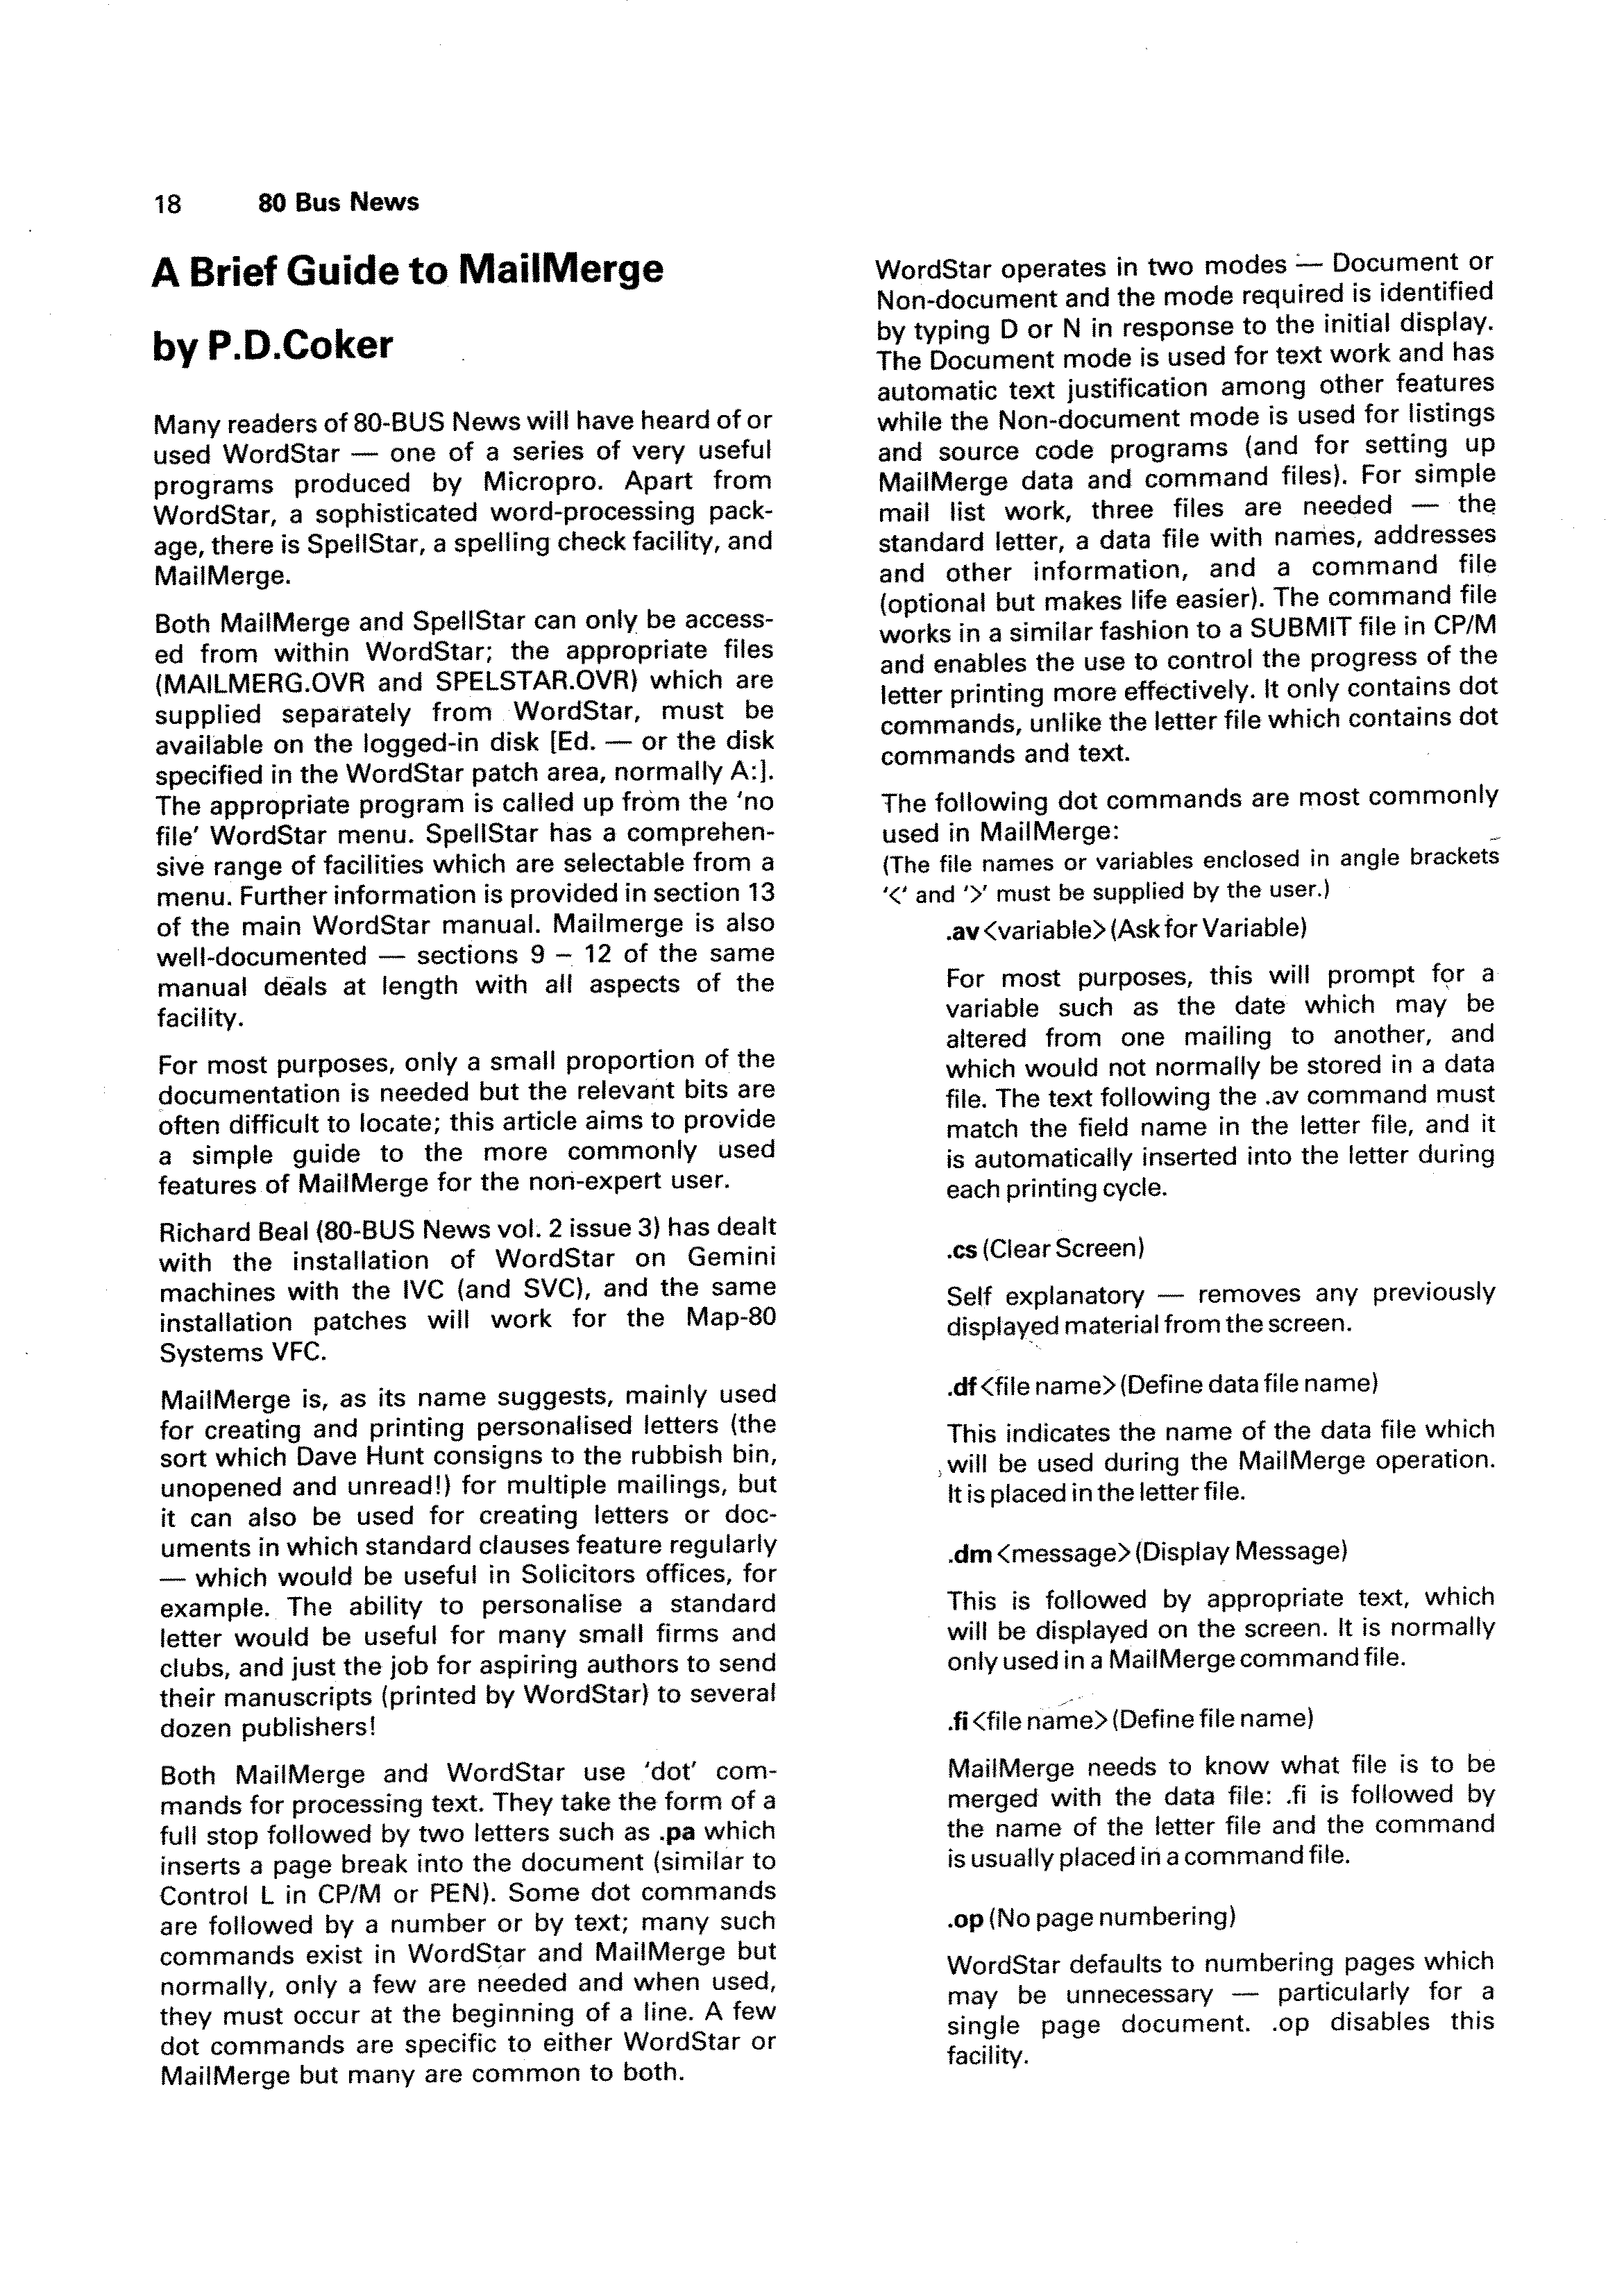 18 80 Bus News
A Brief Guide to MailMerge
by P.D.Coker
Many readers of 80-BUS News will have heard of or
used WordStar — one of a series of very useful
programs produced by Micropro. Apart from
WordStar, a sophisticated word-processing pack-
age, there is SpellStar, a spelling check facility, and
MailMerge.
Both MailMerge and SpellStar can only be access-
ed from within WordStar; the appropriate files
(MAILMERG.OVR and SPELSTAR.OVR) which are
supplied separately from WordStar, must be
available on the logged-in disk [Ed. — or the disk
specified in the WordStar patch area, normally A:].
The appropriate program is called up from the 'no
file' WordStar menu. SpellStar has a comprehen-
sive range of facilities which are selectable from a
menu. Further information is provided in section 13
of the main WordStar manual. Mailmerge is also
well-documented — sections 9 – 12 of the same
manual deals at length with all aspects of the
facility.
For most purposes, only a small proportion of the
documentation is needed but the relevant bits are
often difficult to locate; this article aims to provide
a simple guide to the more commonly used
features of MailMerge for the non-expert user.
Richard Beal (80-BUS News vol. 2 issue 3) has dealt
with the installation of WordStar on Gemini
machines with the IVC (and SVC), and the same
installation patches will work for the Map-80
Systems VFC.
MailMerge is, as its name suggests, mainly used
for creating and printing personalised letters (the
sort which Dave Hunt consigns to the rubbish bin,
unopened and unread!) for multiple mailings, but
it can also be used for creating letters or doc-
uments in which standard clauses feature regularly
— which would be useful in Solicitors offices, for
example. The ability to personalise a standard
letter would be useful for many small firms and
clubs, and just the job for aspiring authors to send
their manuscripts (printed by WordStar) to several
dozen publishers!
Both MailMerge and WordStar use 'dot' com-
mands for processing text. They take the form of a
full stop followed by two letters such as .pa which
inserts a page break into the document (similar to
Control L in CP/M or PEN). Some dot commands
are followed by a number or by text; many such
commands exist in WordStar and MailMerge but
normally, only a few are needed and when used,
they must occur at the beginning of a line. A few
dot commands are specific to either WordStar or
MailMerge but many are common to both.
WordStar operates in two modes — Document or
Non-document and the mode required is identified
by typing D or N in response to the initial display.
The Document mode is used for text work and has
automatic text justification among other features
while the Non-document mode is used for listings
and source code programs (and for setting up
MailMerge data and command files). For simple
mail list work, three files are needed — the
standard letter, a data file with names, addresses
and other information, and a command file
(optional but makes life easier). The command file
works in a similar fashion to a SUBMIT file in CP/M
and enables the use to control the progress of the
letter printing more effectively. It only contains dot
commands, unlike the letter file which contains dot
commands and text.
The following dot commands are most commonly
used in MailMerge:
(The file names or variables enclosed in angle brackets
'<' and '>' must be supplied by the user.)
.av <variable> (Ask for Variable)
For most purposes, this will prompt for a
variable such as the date which may be
altered from one mailing to another, and
which would not normally be stored in a data
file. The text following the .av command must
match the field name in the letter file, and it
is automatically inserted into the letter during
each printing cycle.
.cs (Clear Screen)
Self explanatory — removes any previously
displayed material from the screen.
.df <file name> (Define data file name)
This indicates the name of the data file which
will be used during the MailMerge operation.
It is placed in the letter file.
.dm <message> (Display Message)
This is followed by appropriate text, which
will be displayed on the screen. It is normally
only used in a MailMerge command file.
.fi <file name> (Define file name)
MailMerge needs to know what file is to be
merged with the data file: .fi is followed by
the name of the letter file and the command
is usually placed in a command file.
.op (No page numbering)
WordStar defaults to numbering pages which
may be unnecessary — particularly for a
single page document. .op disables this
facility.